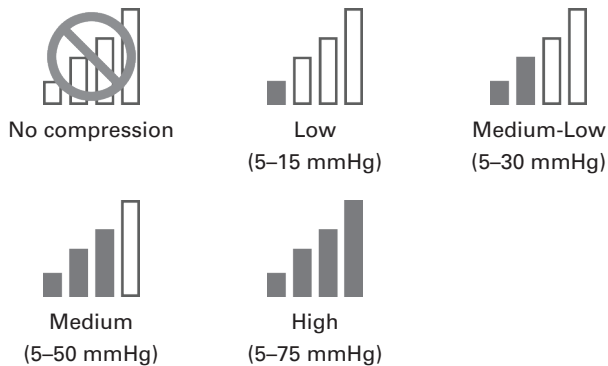 No compression
Low
(5–15 mmHg)
Medium-Low
(5–30 mmHg)
Medium
(5–50 mmHg)
High
(5–75 mmHg)